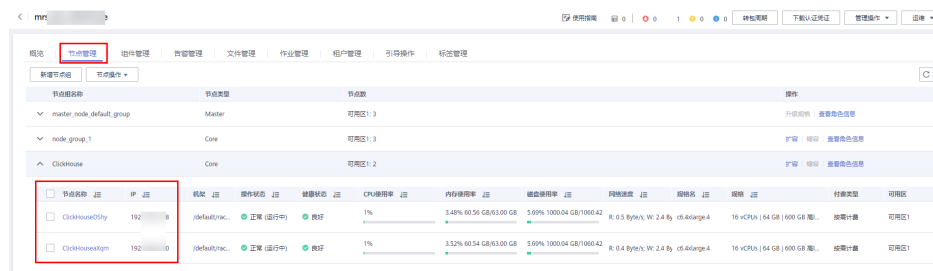 < mrs e 使用指南 0 0 1 0 0 转包周期 下载认证凭证 管理操作 运维
概览 节点管理 组件管理 告警管理 文件管理 作业管理 租户管理 引导操作 标签管理
新增节点组 节点操作
节点组名称 节点类型 节点数 操作
master_node_default_group Master 可用区1: 3 升级规格 | 查看角色信息
node_group_1 Core 可用区1: 3 扩容 | 缩容 | 查看角色信息
ClickHouse Core 可用区1: 2 扩容 | 缩容 | 查看角色信息
节点名称 IP 机架 操作状态 健康状态 CPU使用率 内存使用率 磁盘使用率 网络速度 规格名 规格 付费类型 可用区
ClickHouseDShy 192 8 /default/rac... 正常 (运行中) 良好 1% 3.48% 60.56 GB/63.00 GB 5.69% 1000.04 GB/1060.42 R: 0.5 Byte/s; W: 2.4 By c6.4xlarge.4 16 vCPUs | 64 GB | 600 GB 高I... 按需计费 可用区1
ClickHouseaXqm 192 0 /default/rac... 正常 (运行中) 良好 1% 3.52% 60.54 GB/63.00 GB 5.69% 1000.04 GB/1060.42 R: 0.4 Byte/s; W: 2.4 By c6.4xlarge.4 16 vCPUs | 64 GB | 600 GB 高I... 按需计费 可用区1